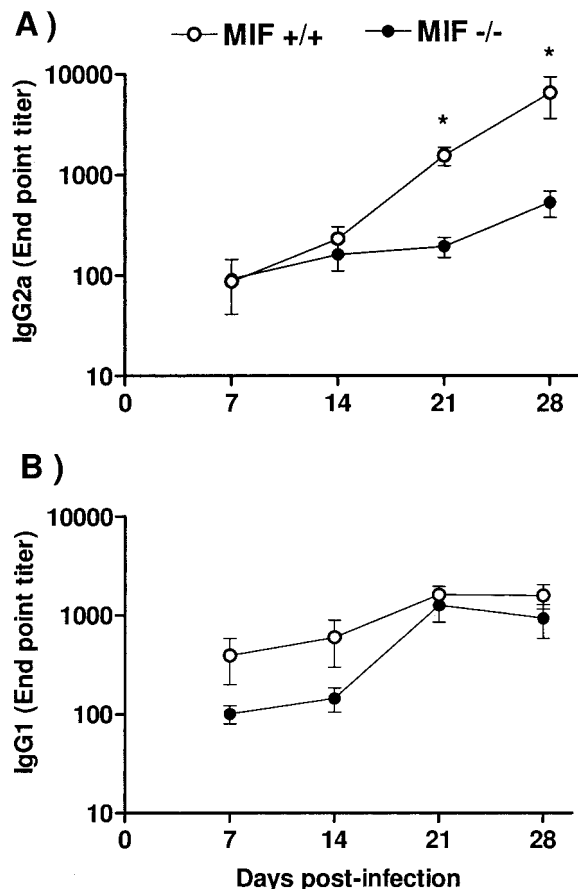 A )
MIF +/+ MIF -/-
IgG2a (End point titer)
10000
1000
100
10
*
*
0 7 14 21 28
B )
IgG1 (End point titer)
10000
1000
100
10
0 7 14 21 28
Days post-infection